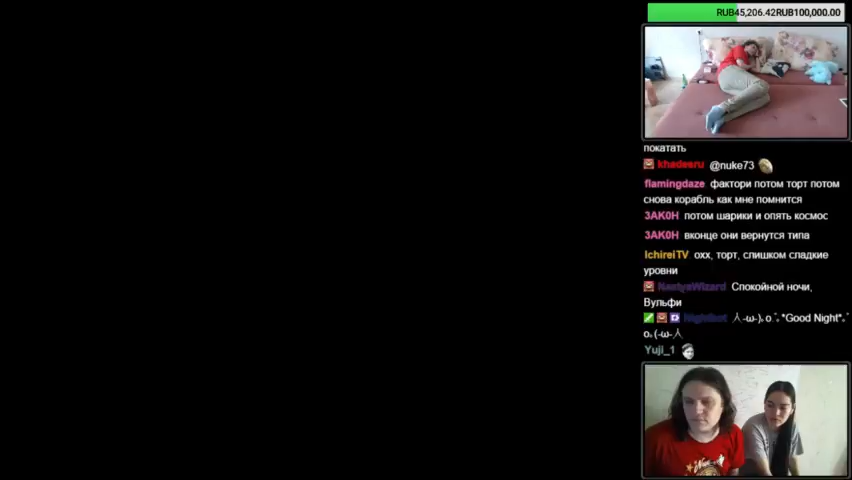 RUB45,206.42RUB100,000.00
покатать
khadesru @nuke73
flamingdaze фактори потом торт потом
снова корабль как мне помнится
3AK0H потом шарики и опять космос
3AK0H вконце они вернутся типа
IchireiTV охх, торт, слишком сладкие
уровни
NastyaWizard Спокойной ночи,
Вульфи
Nightbot 人-ω-)｡o.ﾟ｡*Good Night*｡ﾟ
o｡(-ω-人
Yuji_1